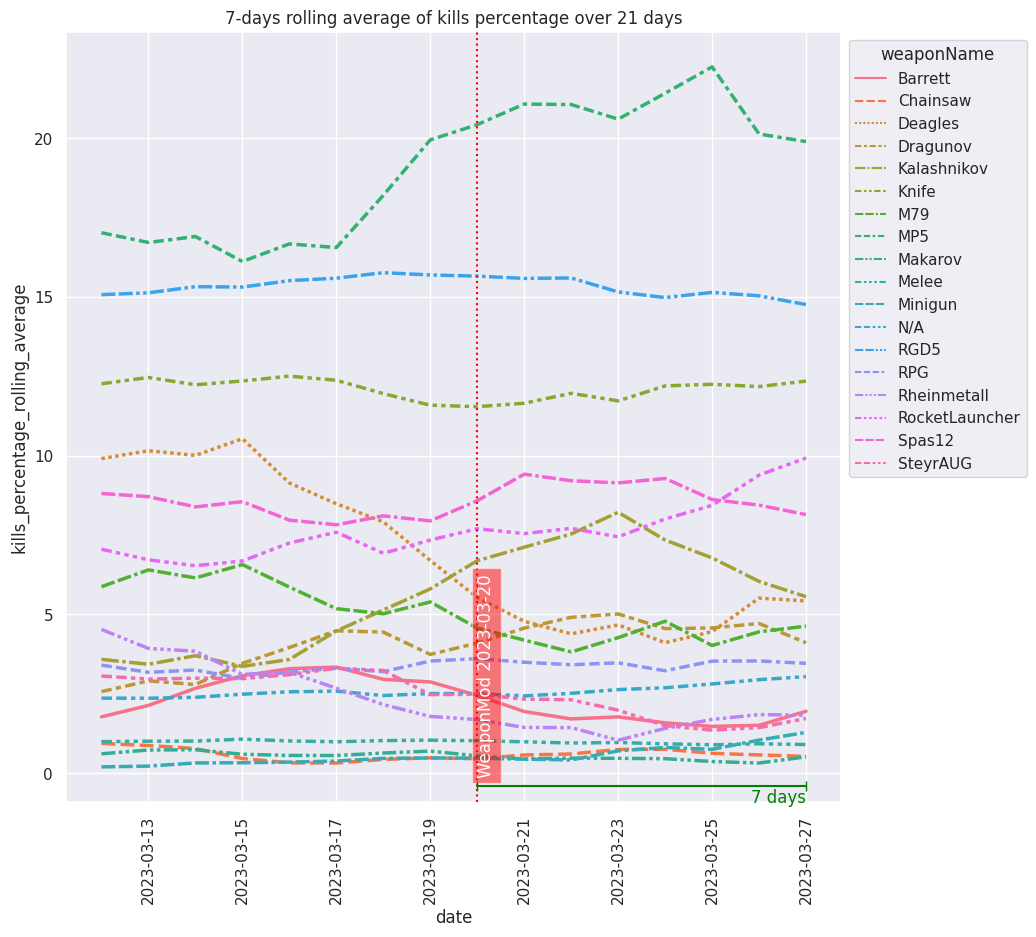 7-days rolling average of kills percentage over 21 days
kills_percentage_rolling_average
20
15
10
5
0
WeaponMod 2023-03-20
7 days
2023-03-13
2023-03-15
2023-03-17
2023-03-19
2023-03-21
2023-03-23
2023-03-25
2023-03-27
date
weaponName
Barrett
Chainsaw
Deagles
Dragunov
Kalashnikov
Knife
M79
MP5
Makarov
Melee
Minigun
N/A
RGD5
RPG
Rheinmetall
RocketLauncher
Spas12
SteyrAUG